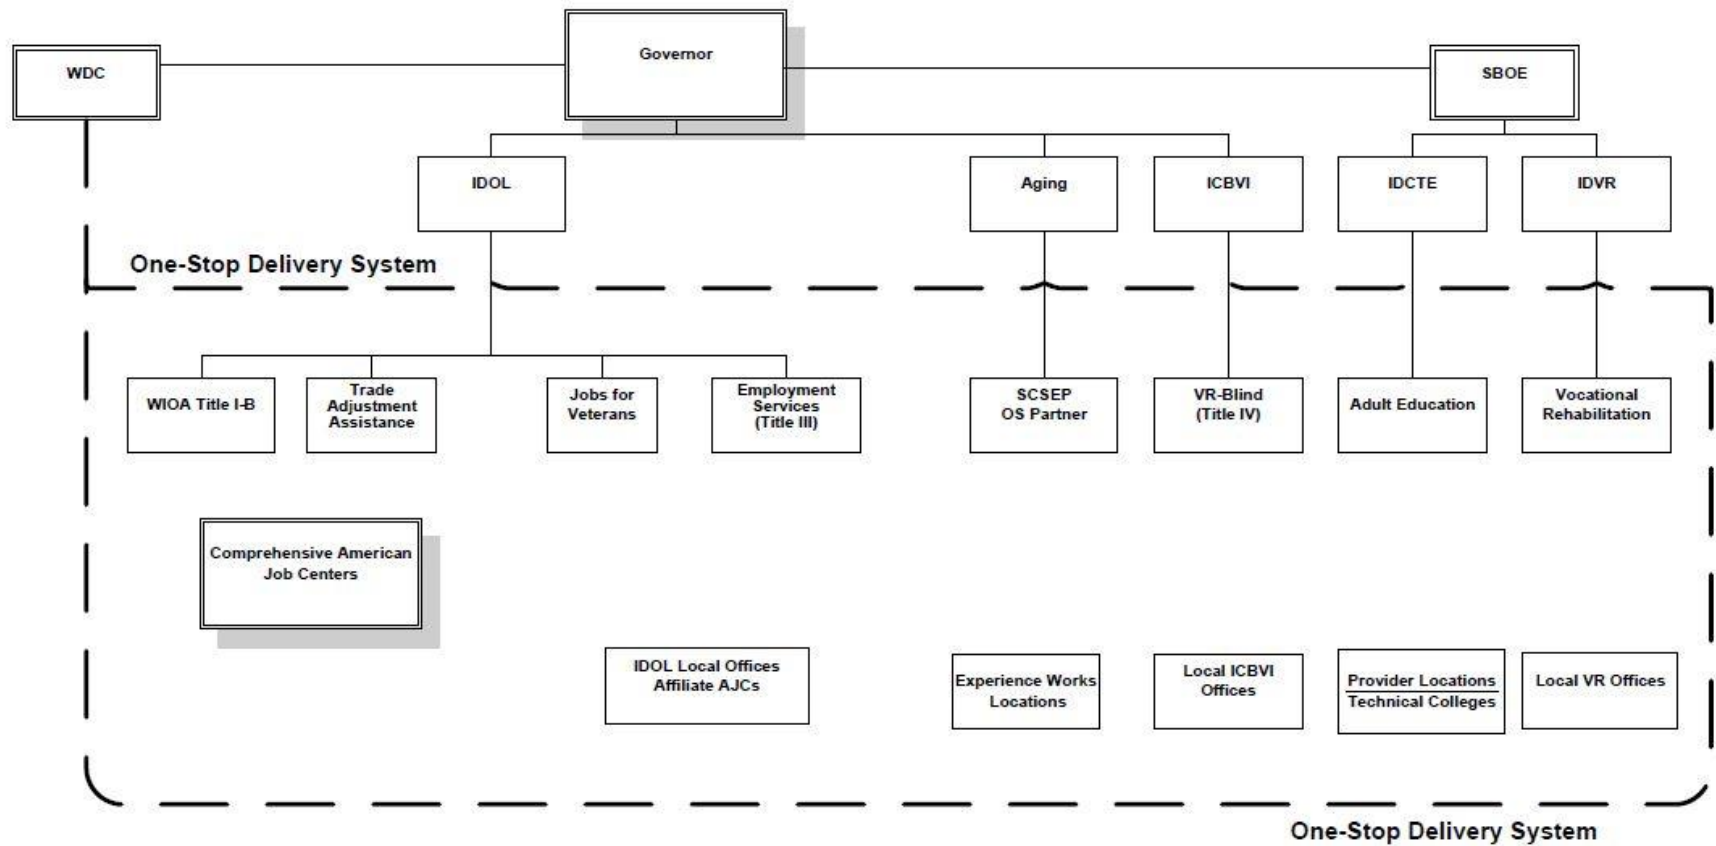 Governor
WDC
SBOE
IDOL
Aging
ICBVI
IDCTE
IDVR
One-Stop Delivery System
WIOA Title I-B
Trade
Adjustment
Assistance
Jobs for
Veterans
Employment
Services
(Title III)
SCSEP
OS Partner
VR-Blind
(Title IV)
Adult Education
Vocational
Rehabilitation
Comprehensive American
Job Centers
IDOL Local Offices
Affiliate AJCs
Experience Works
Locations
Local ICBVI
Offices
Provider Locations
Technical Colleges
Local VR Offices
One-Stop Delivery System